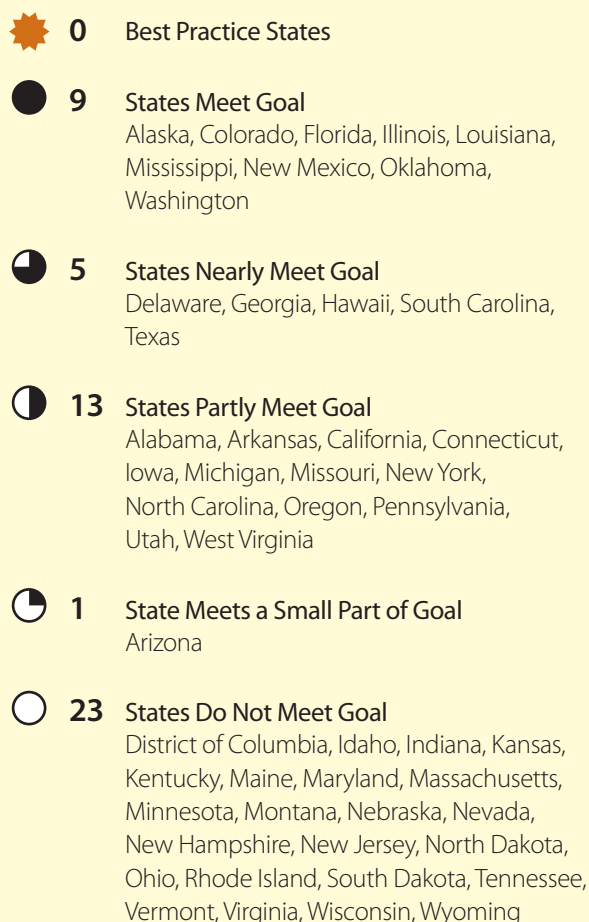 0 Best Practice States
9 States Meet Goal
Alaska, Colorado, Florida, Illinois, Louisiana,
Mississippi, New Mexico, Oklahoma,
Washington
5 States Nearly Meet Goal
Delaware, Georgia, Hawaii, South Carolina,
Texas
13 States Partly Meet Goal
Alabama, Arkansas, California, Connecticut,
Iowa, Michigan, Missouri, New York,
North Carolina, Oregon, Pennsylvania,
Utah, West Virginia
1 State Meets a Small Part of Goal
Arizona
23 States Do Not Meet Goal
District of Columbia, Idaho, Indiana, Kansas,
Kentucky, Maine, Maryland, Massachusetts,
Minnesota, Montana, Nebraska, Nevada,
New Hampshire, New Jersey, North Dakota,
Ohio, Rhode Island, South Dakota, Tennessee,
Vermont, Virginia, Wisconsin, Wyoming